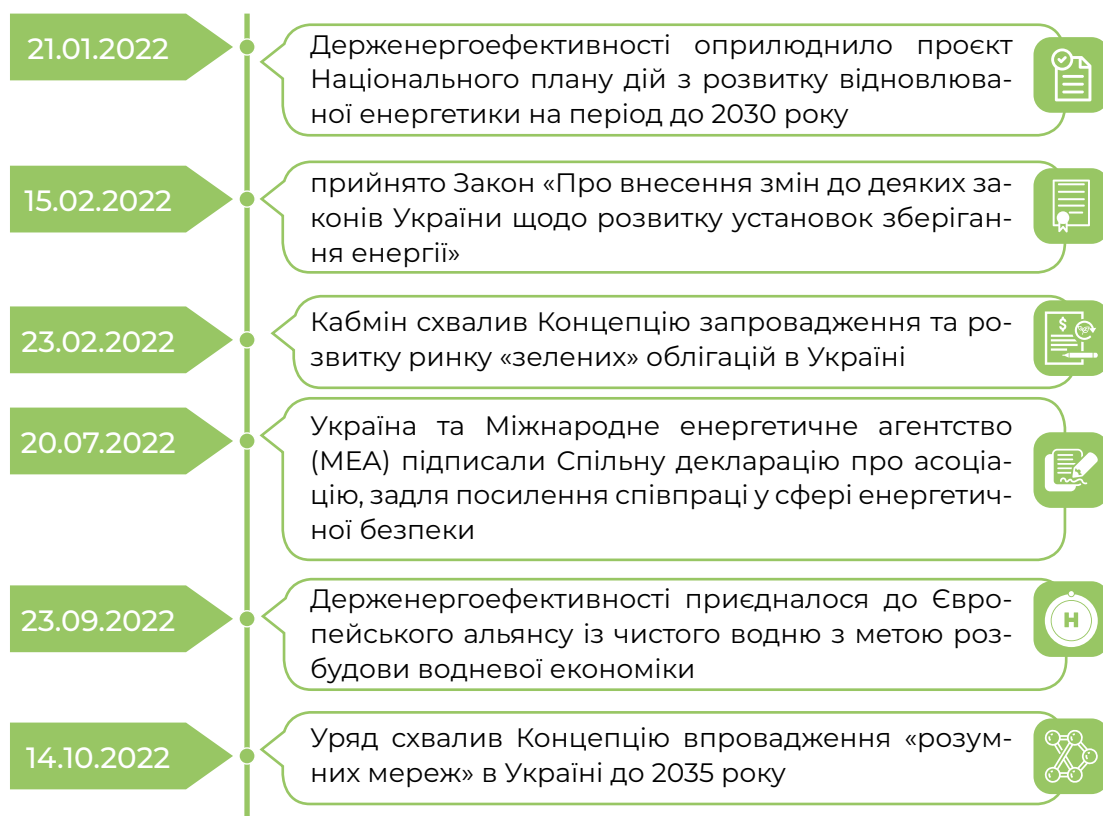 21.01.2022
Держенергоефективності оприлюднило проєкт
Національного плану дій з розвитку відновлюва-
ної енергетики на період до 2030 року
15.02.2022
прийнято Закон «Про внесення змін до деяких за-
конів України щодо розвитку установок зберіган-
ня енергії»
23.02.2022
Кабмін схвалив Концепцію запровадження та ро-
звитку ринку «зелених» облігацій в Україні
$
20.07.2022
Україна та Міжнародне енергетичне агентство
(МЕА) підписали Спільну декларацію про асоціа-
цію, задля посилення співпраці у сфері енергетич-
ної безпеки
23.09.2022
Держенергоефективності приєдналося до Євро-
пейського альянсу із чистого водню з метою роз-
будови водневої економіки
H
14.10.2022
Уряд схвалив Концепцію впровадження «розум-
них мереж» в Україні до 2035 року